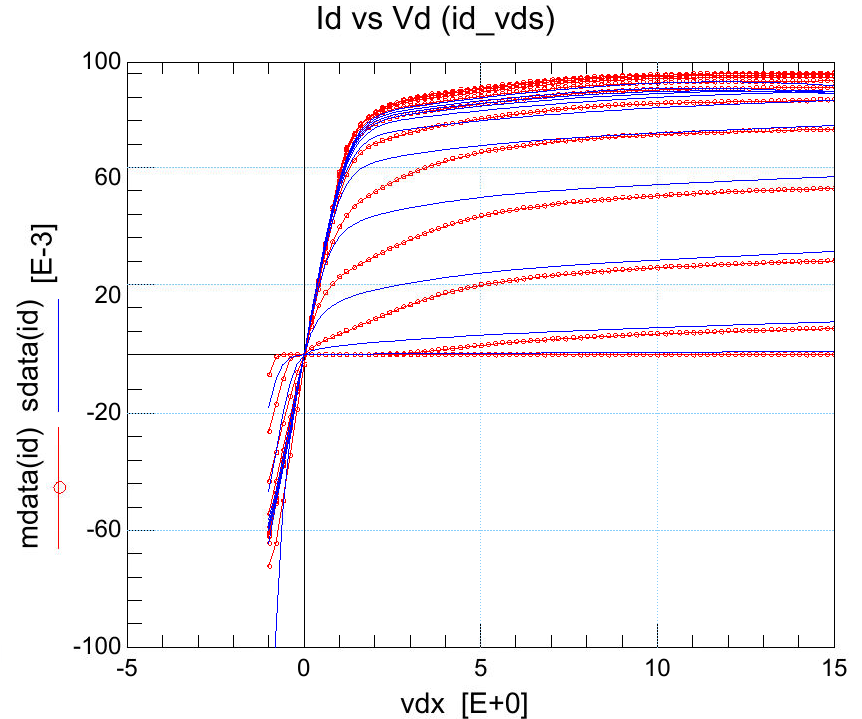 Id vs Vd (id_vds)
100
60
20
-20
-60
-100
mdata(id) sdata(id) [E-3]
-5 0 5 10 15
vdx [E+0]